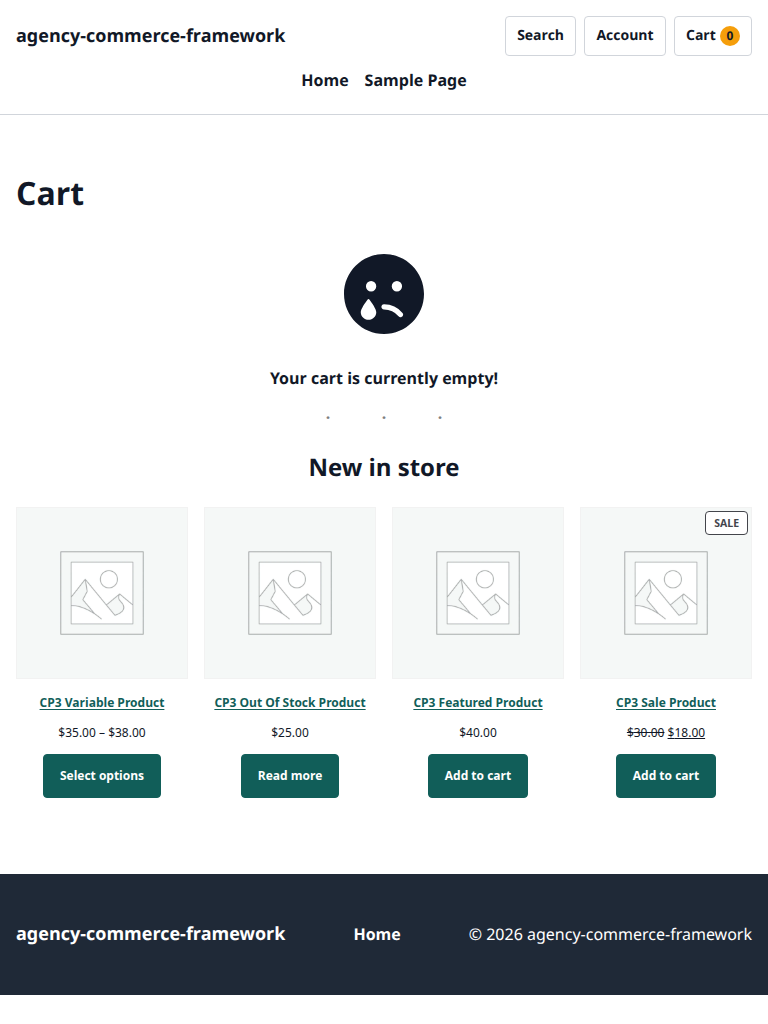 agency-commerce-framework
Search
Account
Cart 0
Home Sample Page
Cart
Your cart is currently empty!
New in store
SALE
CP3 Variable Product
$35.00 – $38.00
Select options
CP3 Out Of Stock Product
$25.00
Read more
CP3 Featured Product
$40.00
Add to cart
CP3 Sale Product
$30.00 $18.00
Add to cart
agency-commerce-framework
Home
© 2026 agency-commerce-framework